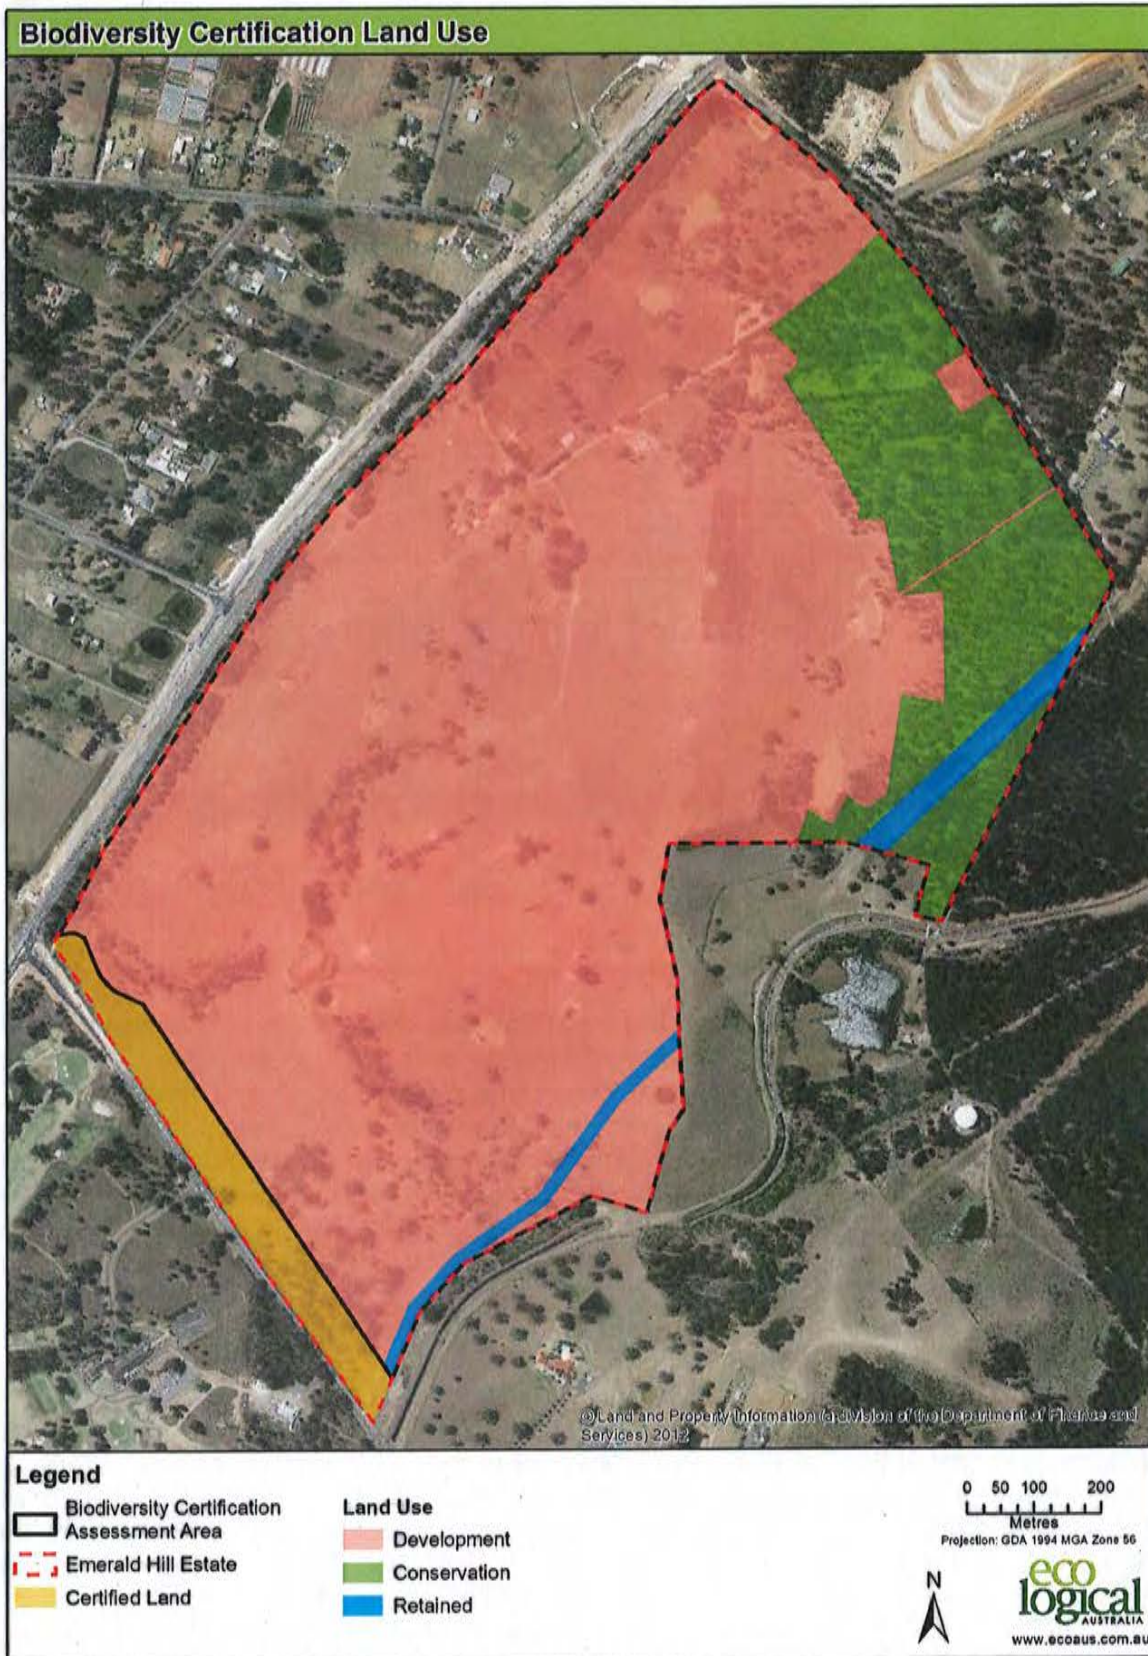 Biodiversity Certification Land Use
©Land and Property Information (a division of the Department of Finance and
Services) 2012
Legend
Biodiversity Certification
Assessment Area
Emerald Hill Estate
Certified Land
Land Use
Development
Conservation
Retained
0 50 100 200
Metres
Projection: GDA 1994 MGA Zone 56
N
eco
logical
AUSTRALIA
www.ecoaus.com.au